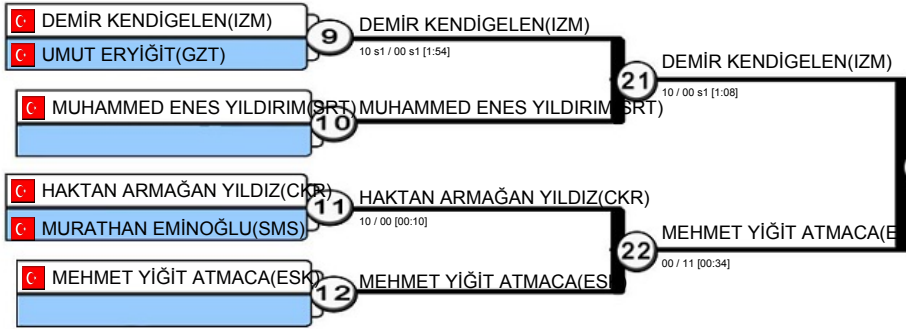 DEMİR KENDİGELEN(IZM)
UMUT ERYİĞİT(GZT)
9
DEMİR KENDİGELEN(IZM)
10 s1 / 00 s1 [1:54]
MUHAMMED ENES YILDIRIM(SRT)
10
MUHAMMED ENES YILDIRIM(SRT)
21
DEMİR KENDİGELEN(IZM)
10 / 00 s1 [1:08]
HAKTAN ARMAĞAN YILDIZ(CKR)
MURATHAN EMİNOĞLU(SMS)
11
HAKTAN ARMAĞAN YILDIZ(CKR)
10 / 00 [00:10]
MEHMET YİĞİT ATMACA(ESK)
12
MEHMET YİĞİT ATMACA(ESK)
22
MEHMET YİĞİT ATMACA(E
00 / 11 [00:34]